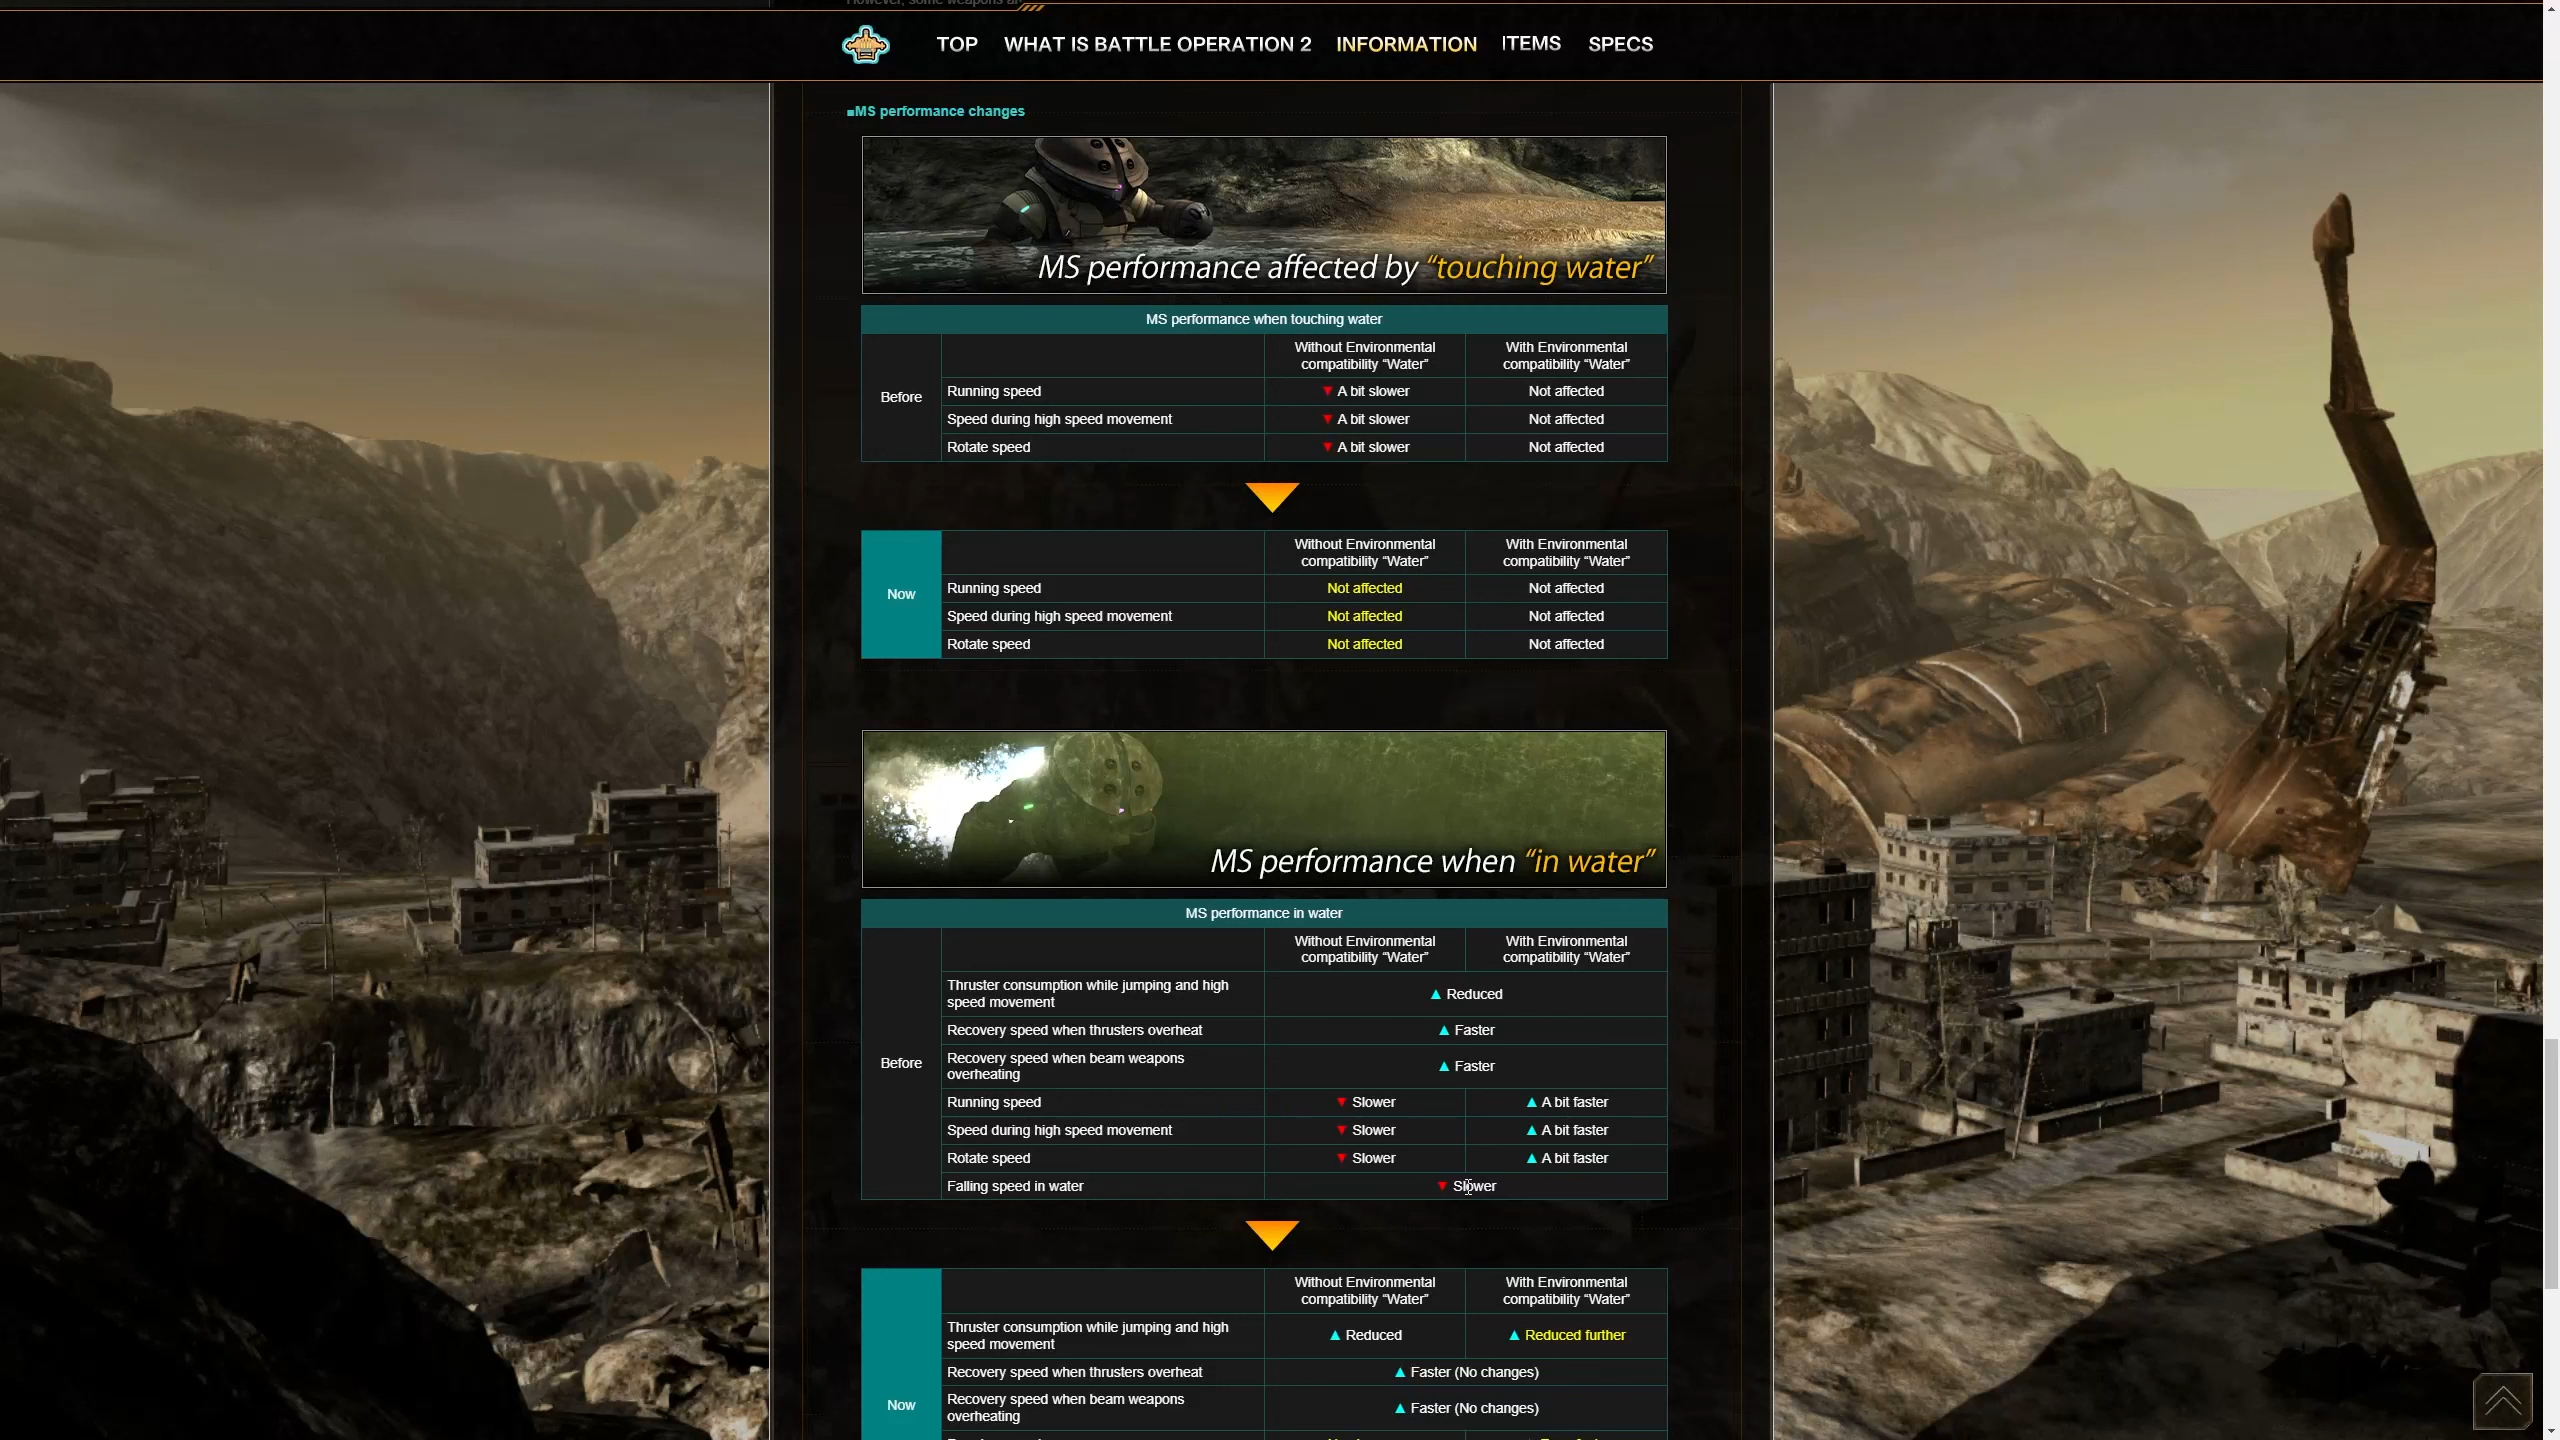 TOP WHAT IS BATTLE OPERATION 2 INFORMATION ITEMS SPECS
■MS performance changes
MS performance affected by “touching water”
MS performance when touching water
Before
Without Environmental compatibility “Water” With Environmental compatibility “Water”
Running speed ▼ A bit slower Not affected
Speed during high speed movement ▼ A bit slower Not affected
Rotate speed ▼ A bit slower Not affected
Now
Without Environmental compatibility “Water” With Environmental compatibility “Water”
Running speed Not affected Not affected
Speed during high speed movement Not affected Not affected
Rotate speed Not affected Not affected
MS performance when “in water”
MS performance in water
Before
Without Environmental compatibility “Water” With Environmental compatibility “Water”
Thruster consumption while jumping and high speed movement ▲ Reduced
Recovery speed when thrusters overheat ▲ Faster
Recovery speed when beam weapons overheating ▲ Faster
Running speed ▼ Slower ▲ A bit faster
Speed during high speed movement ▼ Slower ▲ A bit faster
Rotate speed ▼ Slower ▲ A bit faster
Falling speed in water ▼ Slower
Now
Without Environmental compatibility “Water” With Environmental compatibility “Water”
Thruster consumption while jumping and high speed movement ▲ Reduced ▲ Reduced further
Recovery speed when thrusters overheat ▲ Faster (No changes)
Recovery speed when beam weapons overheating ▲ Faster (No changes)